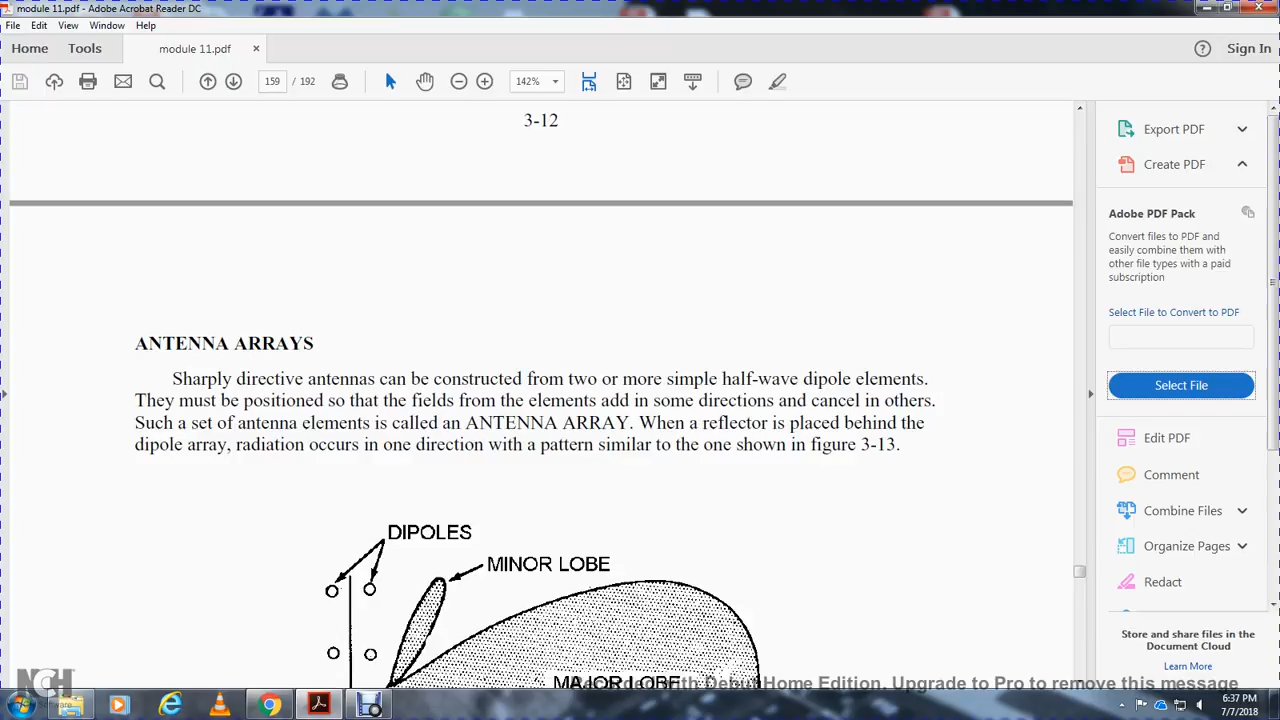 module 11.pdf - Adobe Acrobat Reader DC
File Edit View Window Help
Home Tools module 11.pdf × ? Sign In
159 / 192 142%
3-12
ANTENNA ARRAYS
Sharply directive antennas can be constructed from two or more simple half-wave dipole elements.
They must be positioned so that the fields from the elements add in some directions and cancel in others.
Such a set of antenna elements is called an ANTENNA ARRAY. When a reflector is placed behind the
dipole array, radiation occurs in one direction with a pattern similar to the one shown in figure 3-13.
DIPOLES
MINOR LOBE
MAJOR LOBE
Export PDF
Create PDF
Adobe PDF Pack
Convert files to PDF and
easily combine them with
other file types with a paid
subscription
Select File to Convert to PDF
Select File
Edit PDF
Comment
Combine Files
Organize Pages
Redact
Store and share files in the
Document Cloud
Learn More
NCH
Software
Recorded with Debut Home Edition. Upgrade to Pro to remove this message
6:37 PM
7/7/2018